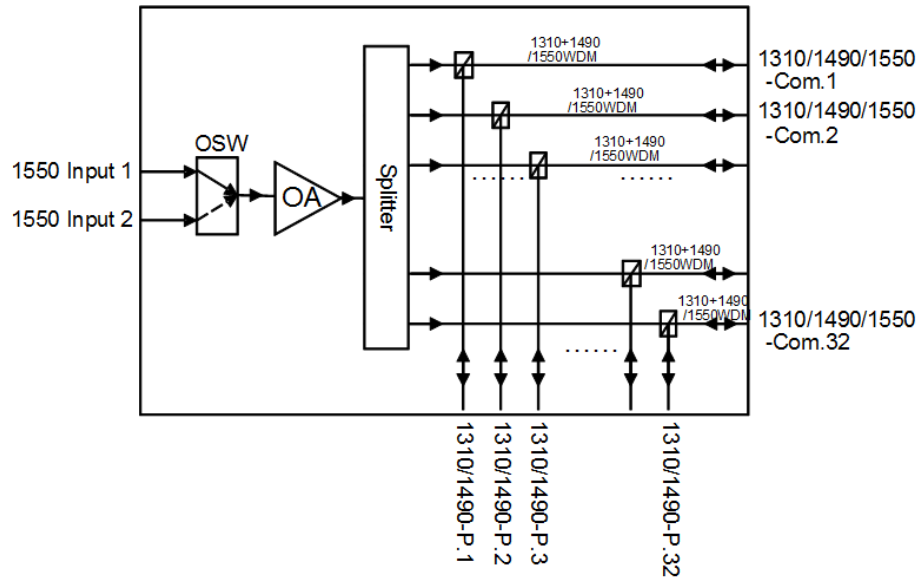 1310+1490
/1550WDM
1310/1490/1550
-Com.1
1310+1490
/1550WDM
1310/1490/1550
-Com.2
OSW
1310+1490
/1550WDM
1550 Input 1
......
......
OA
Splitter
1550 Input 2
1310+1490
/1550WDM
1310+1490
/1550WDM
1310/1490/1550
-Com.32
......
1310/1490-P.1
1310/1490-P.2
1310/1490-P.3
1310/1490-P.32